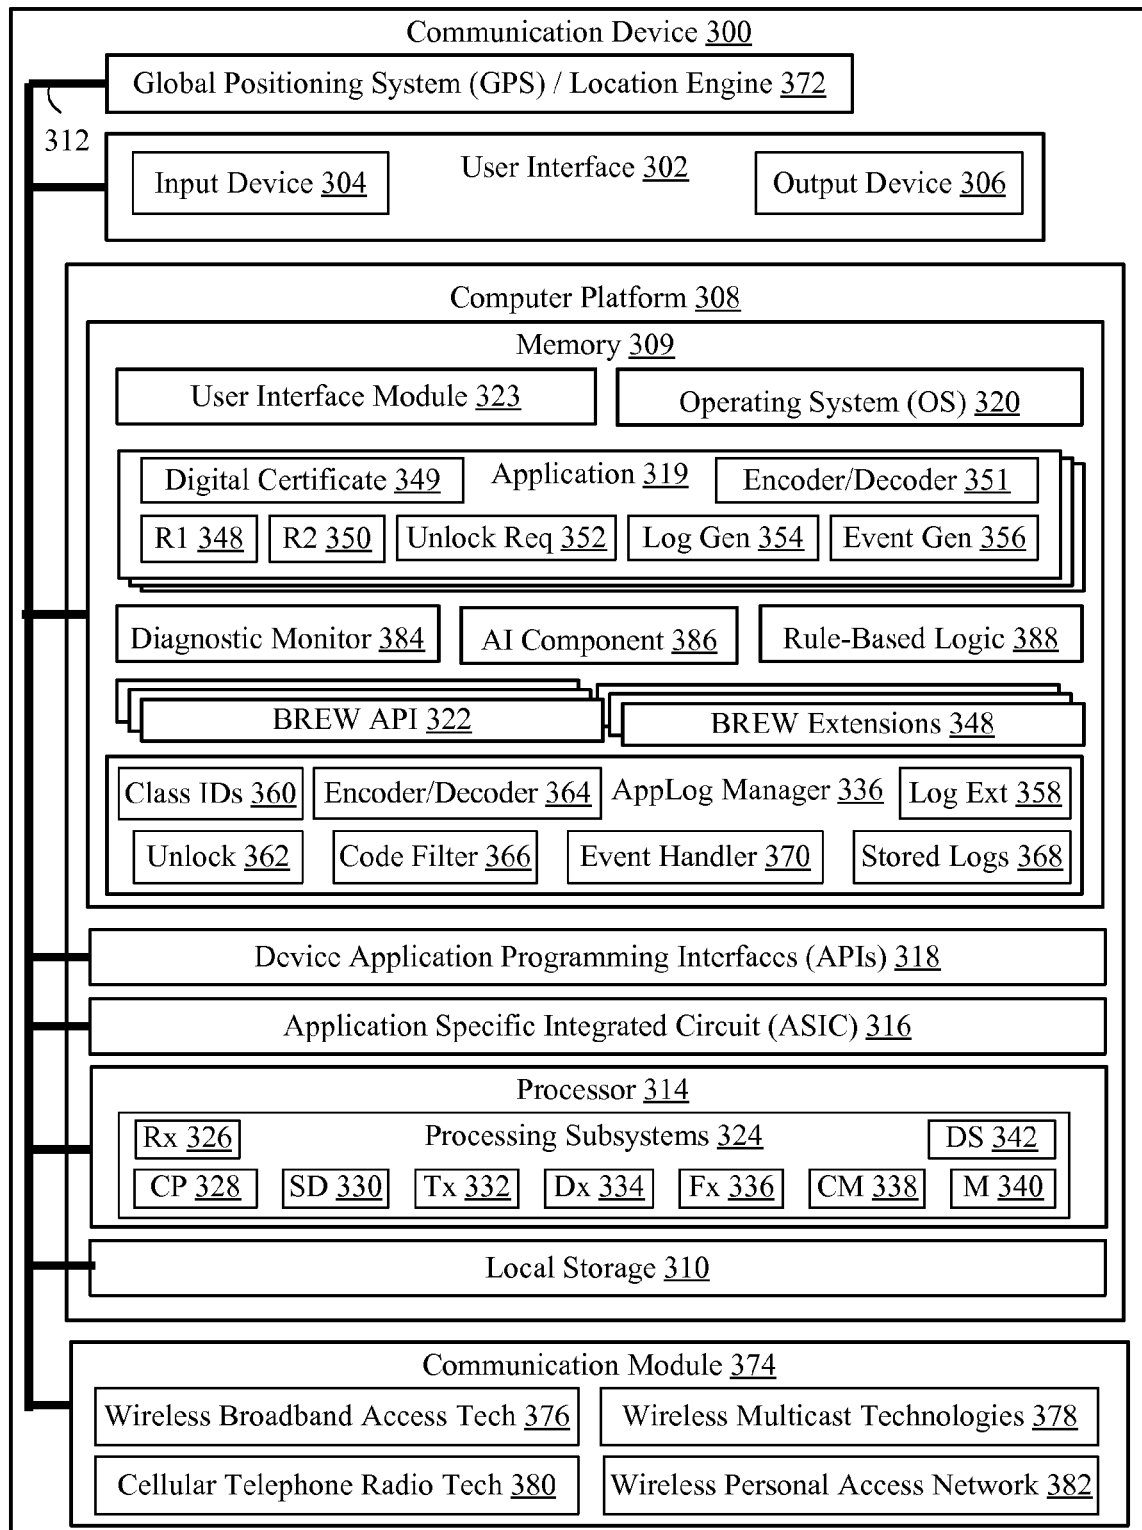 Communication Device 300
Global Positioning System (GPS) / Location Engine 372
312
User Interface 302
Input Device 304
Output Device 306
Computer Platform 308
Memory 309
User Interface Module 323
Operating System (OS) 320
Digital Certificate 349
Application 319
Encoder/Decoder 351
R1 348
R2 350
Unlock Req 352
Log Gen 354
Event Gen 356
Diagnostic Monitor 384
AI Component 386
Rule-Based Logic 388
BREW API 322
BREW Extensions 348
Class IDs 360
Encoder/Decoder 364
AppLog Manager 336
Log Ext 358
Unlock 362
Code Filter 366
Event Handler 370
Stored Logs 368
Device Application Programming Interfaces (APIs) 318
Application Specific Integrated Circuit (ASIC) 316
Processor 314
Rx 326
Processing Subsystems 324
DS 342
CP 328
SD 330
Tx 332
Dx 334
Fx 336
CM 338
M 340
Local Storage 310
Communication Module 374
Wireless Broadband Access Tech 376
Wireless Multicast Technologies 378
Cellular Telephone Radio Tech 380
Wireless Personal Access Network 382